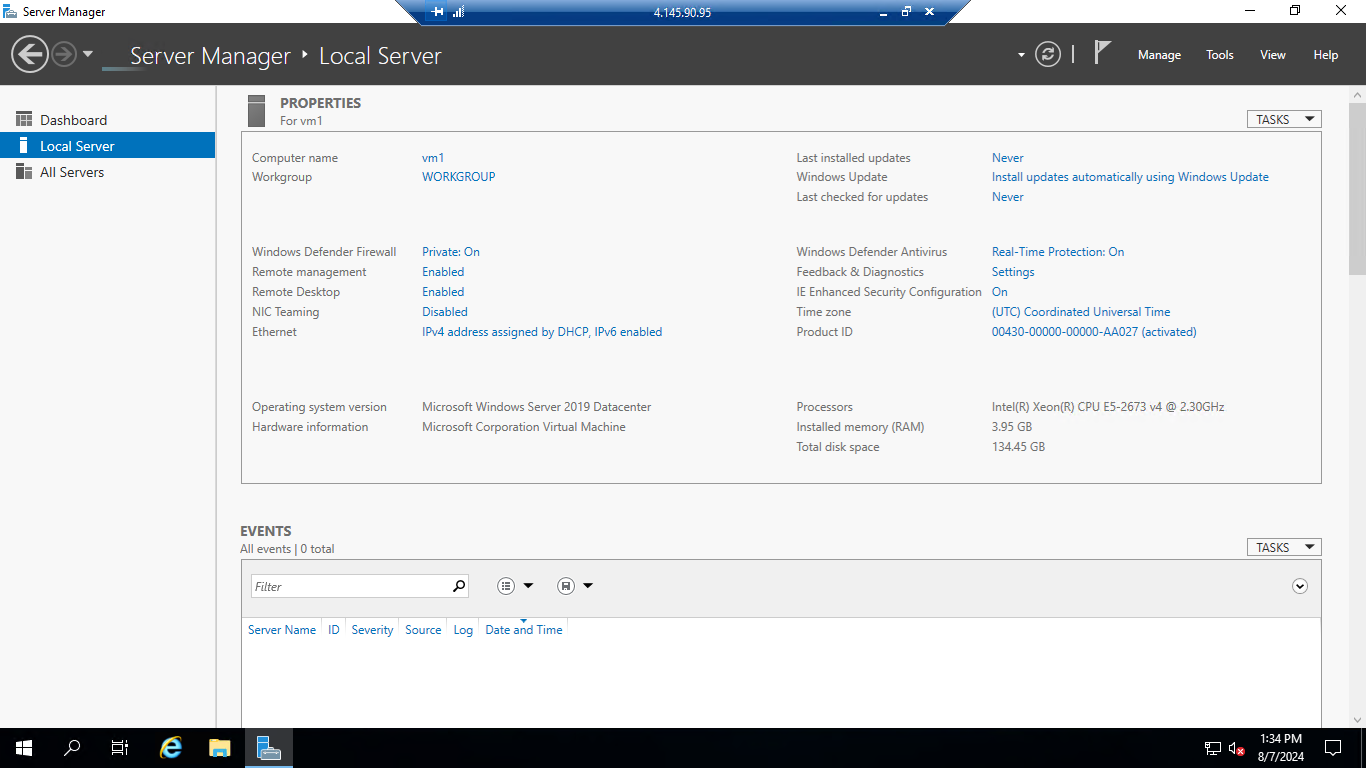 Server Manager
4.145.90.95
Server Manager Local Server
Manage Tools View Help
Dashboard
Local Server
All Servers
PROPERTIES
For vm1
TASKS
Computer name vm1
Workgroup WORKGROUP
Last installed updates Never
Windows Update Install updates automatically using Windows Update
Last checked for updates Never
Windows Defender Firewall Private: On
Remote management Enabled
Remote Desktop Enabled
NIC Teaming Disabled
Ethernet IPv4 address assigned by DHCP, IPv6 enabled
Windows Defender Antivirus Real-Time Protection: On
Feedback & Diagnostics Settings
IE Enhanced Security Configuration On
Time zone (UTC) Coordinated Universal Time
Product ID 00430-00000-00000-AA027 (activated)
Operating system version Microsoft Windows Server 2019 Datacenter
Hardware information Microsoft Corporation Virtual Machine
Processors Intel(R) Xeon(R) CPU E5-2673 v4 @ 2.30GHz
Installed memory (RAM) 3.95 GB
Total disk space 134.45 GB
EVENTS
All events | 0 total
TASKS
Filter
Server Name ID Severity Source Log Date and Time
1:34 PM
8/7/2024